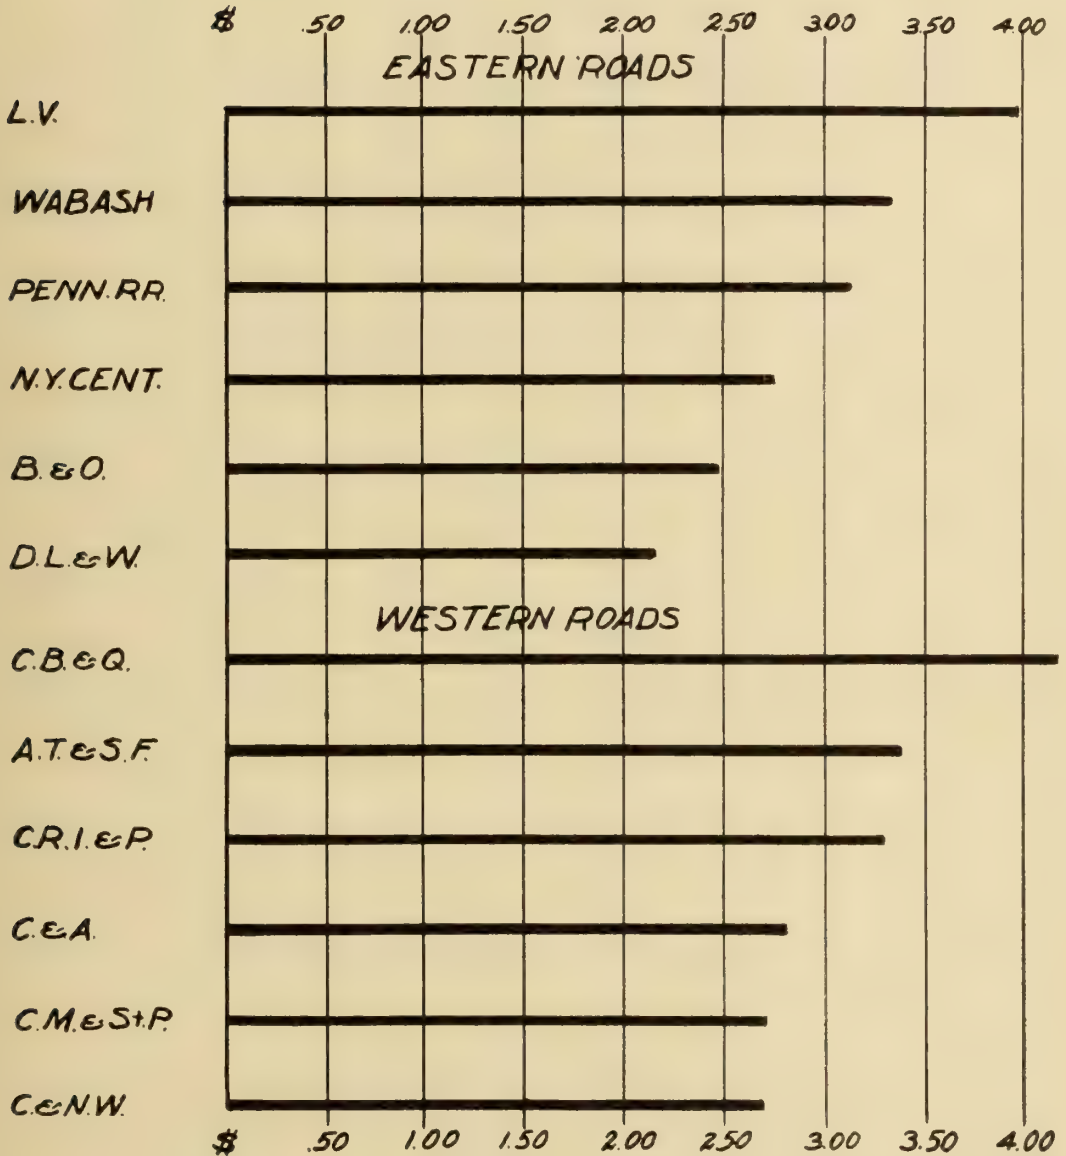 $ .50 1.00 1.50 2.00 2.50 3.00 3.50 4.00
EASTERN ROADS
L.V.
WABASH
PENN. RR.
N.Y. CENT.
B. & O.
D.L. & W.
WESTERN ROADS
C.B. & Q.
A.T. & S.F.
C.R.I. & P.
C. & A.
C.M. & St.P.
C. & N.W.
$ .50 1.00 1.50 2.00 2.50 3.00 3.50 4.00